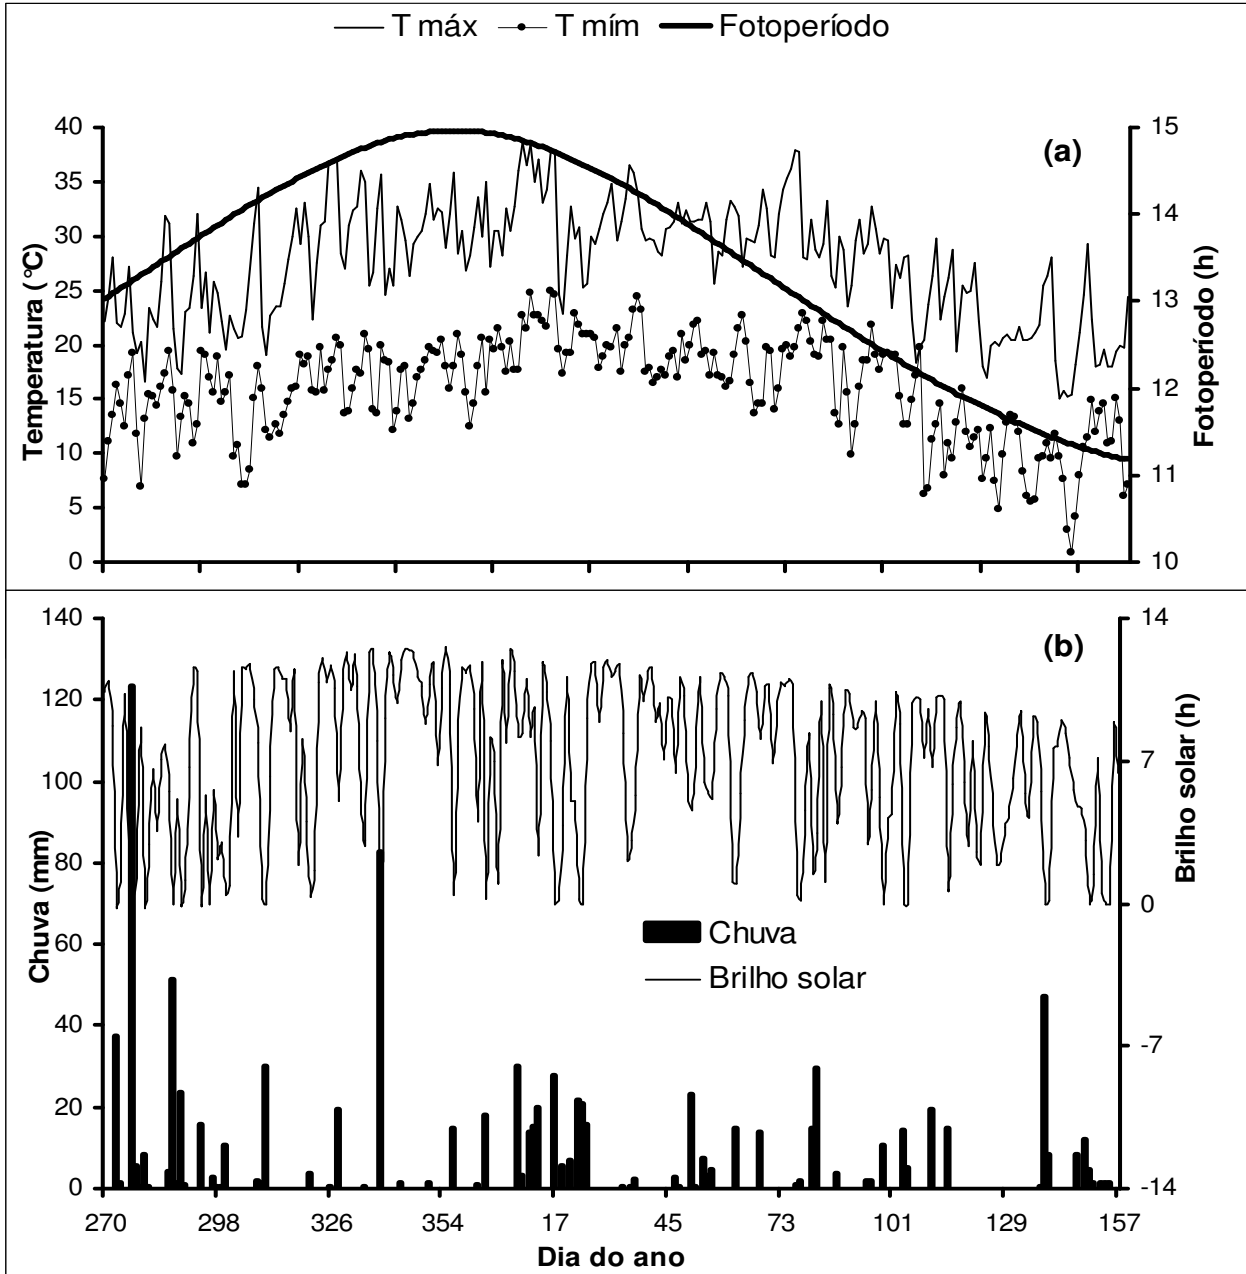 T máx T mím Fotoperíodo
(a)
Temperatura (°C)
40
35
30
25
20
15
10
5
0
15
14
13
12
11
10
Fotoperíodo (h)
(b)
Chuva (mm)
140
120
100
80
60
40
20
0
14
7
0
-7
-14
Brilho solar (h)
Chuva
Brilho solar
270 298 326 354 17 45 73 101 129 157
Dia do ano